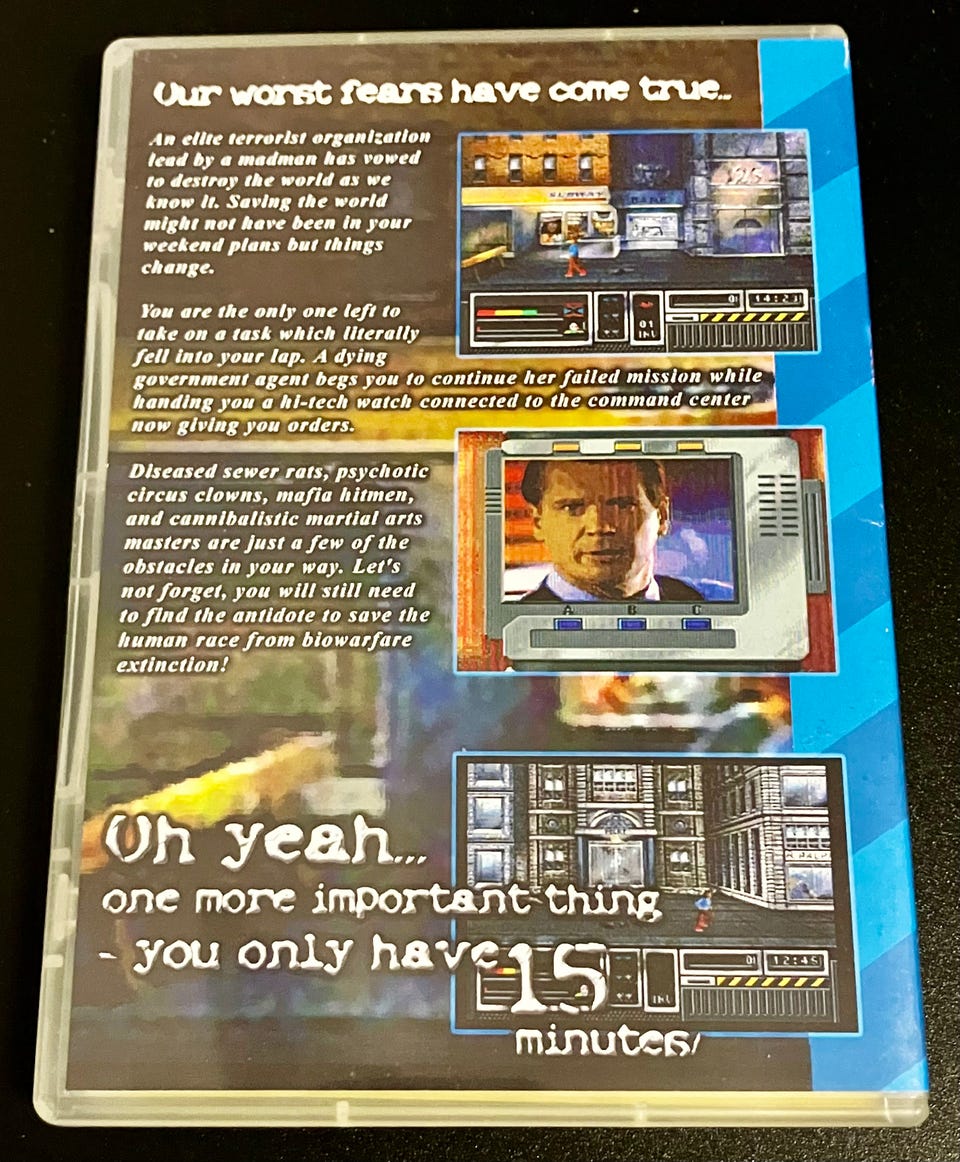 Our worst fears have come true...
An elite terrorist organization
lead by a madman has vowed
to destroy the world as we
know it. Saving the world
might not have been in your
weekend plans but things
change.
SUBWAY
BANK
01 14:23
01
INV
You are the only one left to
take on a task which literally
fell into your lap. A dying
government agent begs you to continue her failed mission while
handing you a hi-tech watch connected to the command center
now giving you orders.
Diseased sewer rats, psychotic
circus clowns, mafia hitmen,
and cannibalistic martial arts
masters are just a few of the
obstacles in your way. Let's
not forget, you will still need
to find the antidote to save the
human race from biowarfare
extinction!
A B C
Oh yeah...
one more important thing
- you only have 15
minutes!
01 12:45
INV